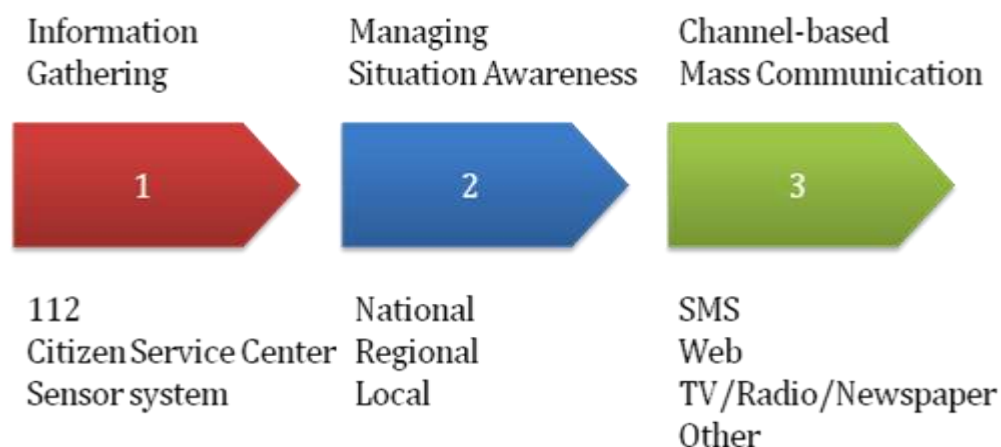 Information
Gathering
Managing
Situation Awareness
Channel-based
Mass Communication
1
2
3
112
Citizen Service Center
Sensor system
National
Regional
Local
SMS
Web
TV/Radio/Newspaper
Other